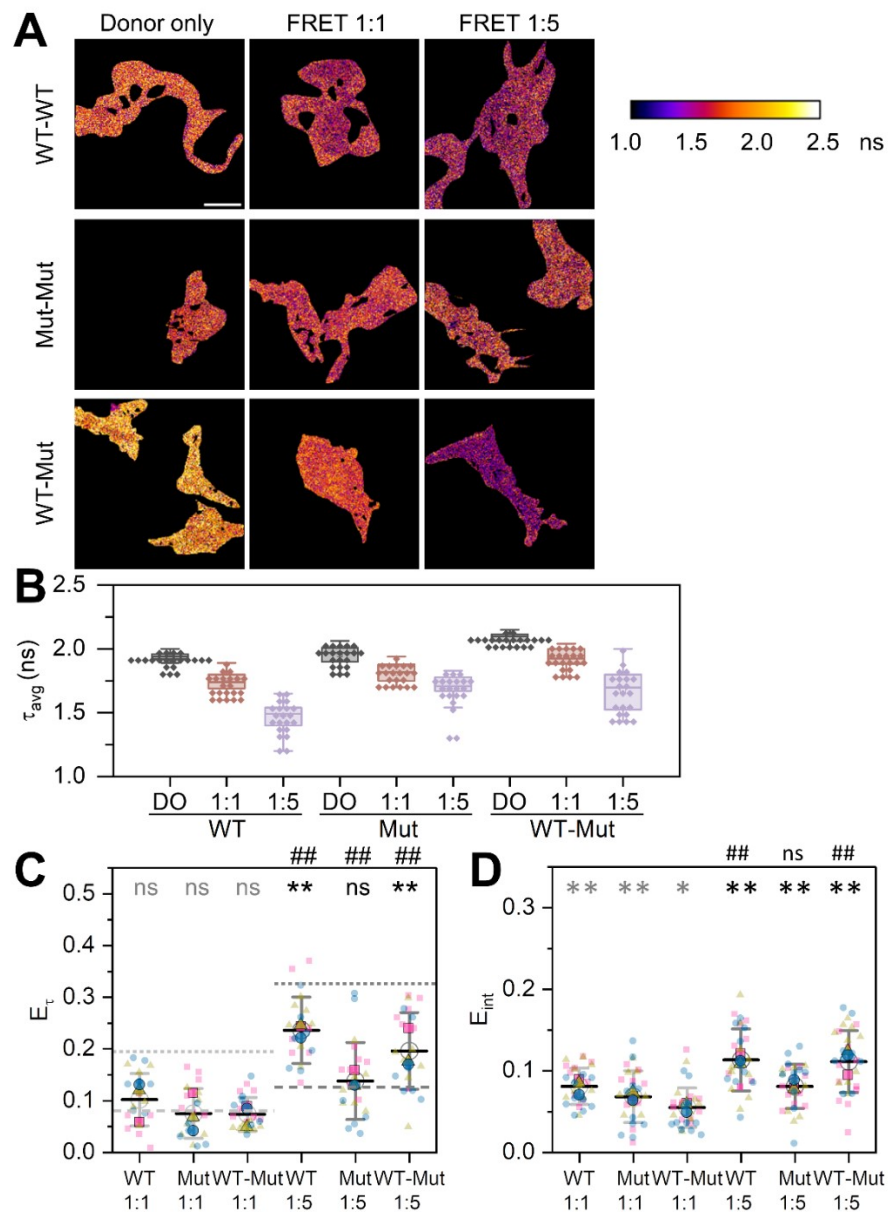 A
Donor only FRET 1:1 FRET 1:5
WT-WT
1.0 1.5 2.0 2.5 ns
Mut-Mut
WT-Mut
B
τavg (ns)
2.5
2.0
1.5
1.0
DO 1:1 1:5 DO 1:1 1:5 DO 1:1 1:5
WT Mut WT-Mut
C
## ## ##
ns ns ns ** ns **
Eτ
0.5
0.4
0.3
0.2
0.1
0.0
WT Mut WT-Mut WT Mut WT-Mut
1:1 1:1 1:1 1:5 1:5 1:5
D
## ns ##
** ** * ** ** **
Eint
0.3
0.2
0.1
0.0
WT Mut WT-Mut WT Mut WT-Mut
1:1 1:1 1:1 1:5 1:5 1:5